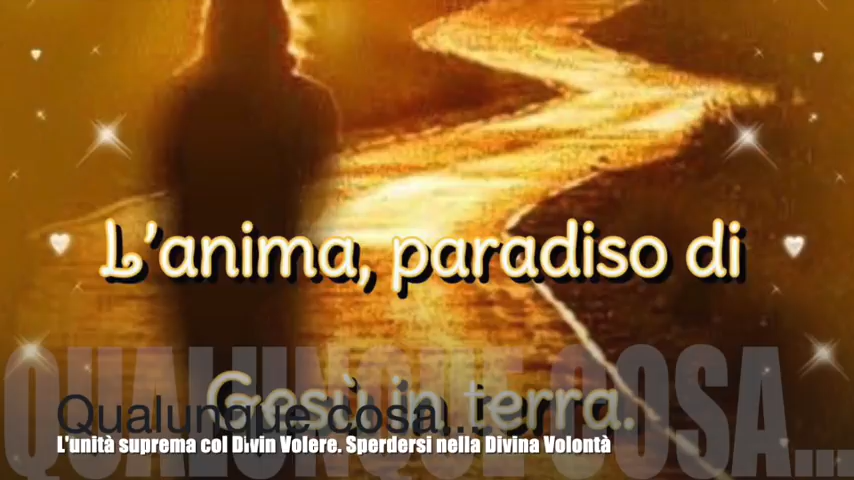 L'anima, paradiso di
Gesù in terra.
QUALUNQUE COSA...
Qualunque cosa...
L'unità suprema col Divin Volere. Sperdersi nella Divina Volontà